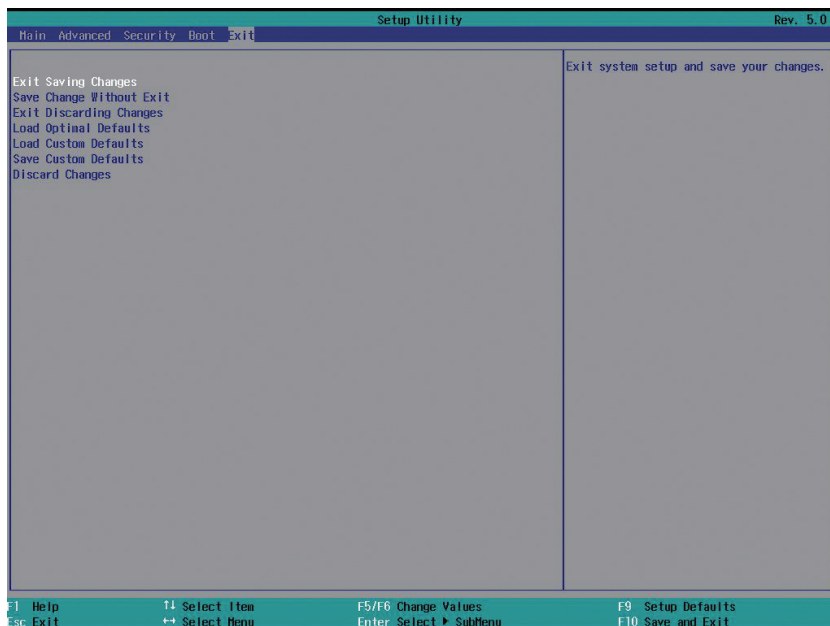 Setup Utility Rev. 5.0
Main Advanced Security Boot Exit
Exit Saving Changes
Save Change Without Exit
Exit Discarding Changes
Load Optimal Defaults
Load Custom Defaults
Save Custom Defaults
Discard Changes
Exit system setup and save your changes.
F1 Help ↑↓ Select Item F5/F6 Change Values F9 Setup Defaults
Esc Exit ↔ Select Menu Enter Select ▶ SubMenu F10 Save and Exit